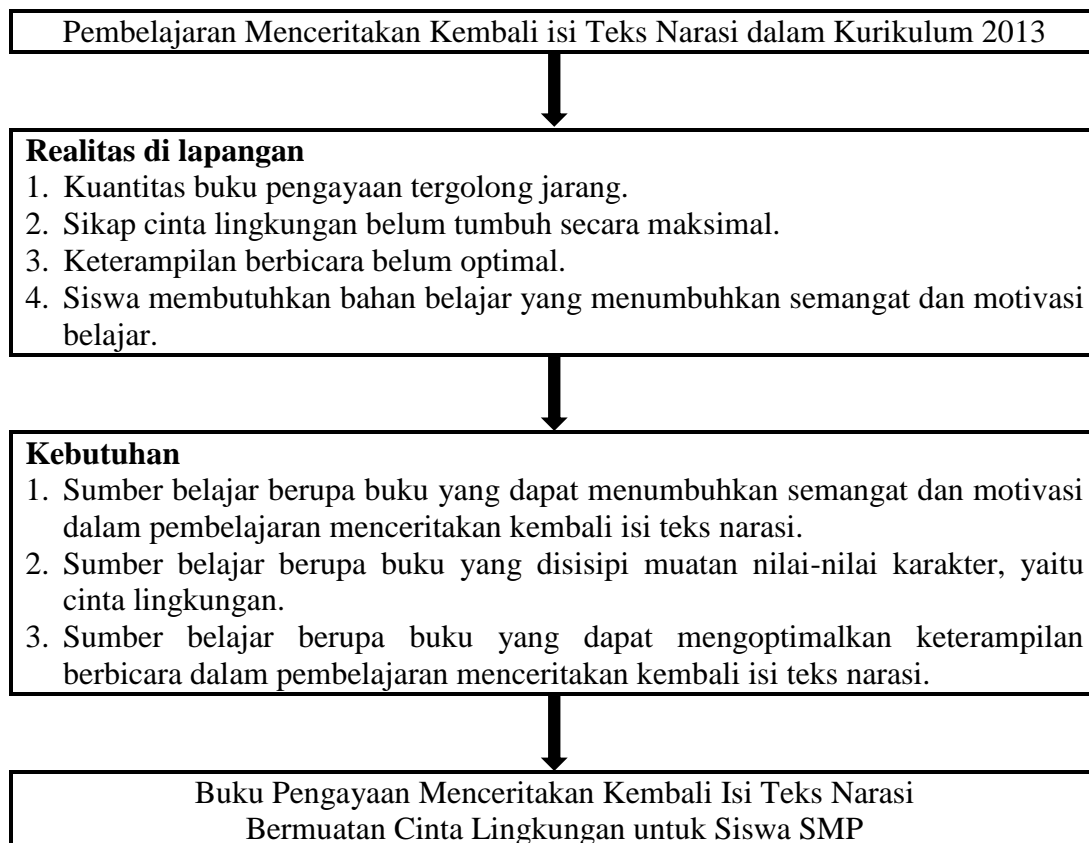 Pembelajaran Menceritakan Kembali isi Teks Narasi dalam Kurikulum 2013
Realitas di lapangan
1. Kuantitas buku pengayaan tergolong jarang.
2. Sikap cinta lingkungan belum tumbuh secara maksimal.
3. Keterampilan berbicara belum optimal.
4. Siswa membutuhkan bahan belajar yang menumbuhkan semangat dan motivasi
belajar.
Kebutuhan
1. Sumber belajar berupa buku yang dapat menumbuhkan semangat dan motivasi
dalam pembelajaran menceritakan kembali isi teks narasi.
2. Sumber belajar berupa buku yang disisipi muatan nilai-nilai karakter, yaitu
cinta lingkungan.
3. Sumber belajar berupa buku yang dapat mengoptimalkan keterampilan
berbicara dalam pembelajaran menceritakan kembali isi teks narasi.
Buku Pengayaan Menceritakan Kembali Isi Teks Narasi
Bermuatan Cinta Lingkungan untuk Siswa SMP